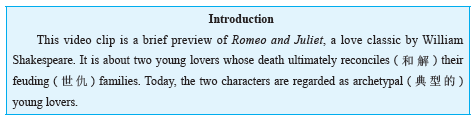 Introduction
This video clip is a brief preview of Romeo and Juliet, a love classic by William
Shakespeare. It is about two young lovers whose death ultimately reconciles（和解）their
feuding（世仇）families. Today, the two characters are regarded as archetypal（典型的）
young lovers.